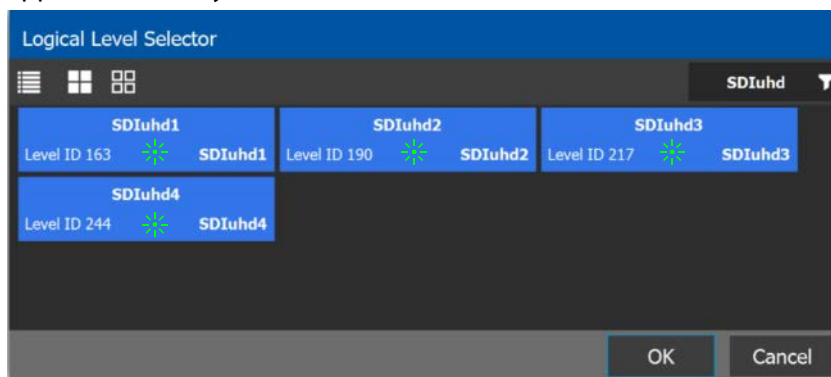 Logical Level Selector
SDIuhd
SDIuhd1
Level ID 163 SDIuhd1
SDIuhd2
Level ID 190 SDIuhd2
SDIuhd3
Level ID 217 SDIuhd3
SDIuhd4
Level ID 244 SDIuhd4
OK
Cancel